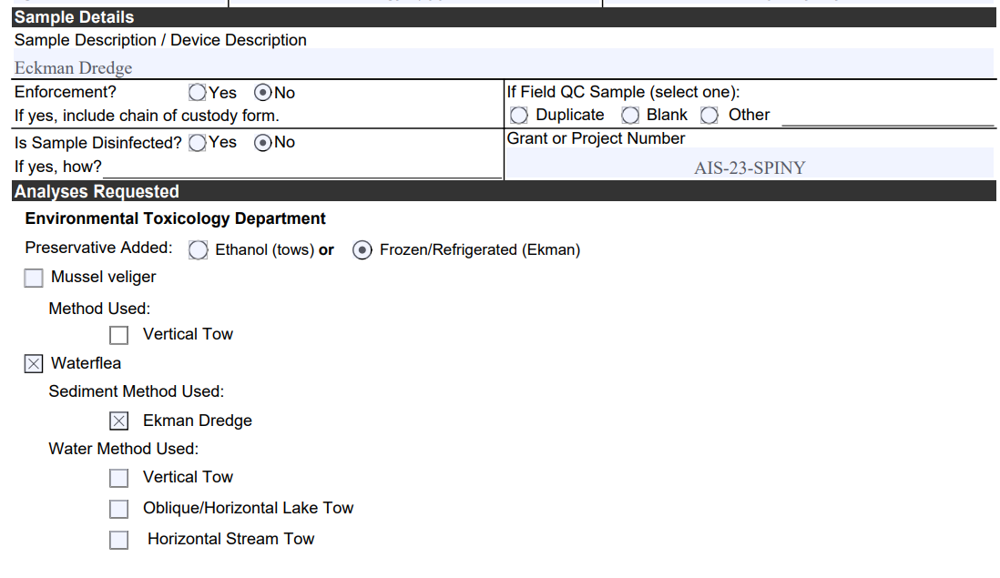 Sample Details
Sample Description / Device Description
Eckman Dredge
Enforcement? Yes No
If yes, include chain of custody form.
If Field QC Sample (select one):
Duplicate Blank Other
Is Sample Disinfected? Yes No
If yes, how?
Grant or Project Number
AIS-23-SPINY
Analyses Requested
Environmental Toxicology Department
Preservative Added: Ethanol (tows) or Frozen/Refrigerated (Ekman)
Mussel veliger
Method Used:
Vertical Tow
Waterflea
Sediment Method Used:
Ekman Dredge
Water Method Used:
Vertical Tow
Oblique/Horizontal Lake Tow
Horizontal Stream Tow